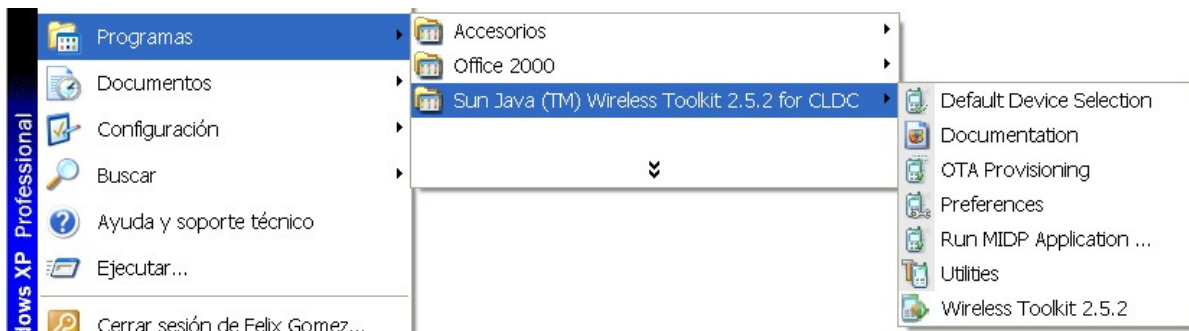 Programas
Documentos
Configuración
Buscar
Ayuda y soporte técnico
Ejecutar...
Cerrar sesión de Felix Gomez...
dows XP Professional
Accesorios
Office 2000
Sun Java (TM) Wireless Toolkit 2.5.2 for CLDC
Default Device Selection
Documentation
OTA Provisioning
Preferences
Run MIDP Application ...
Utilities
Wireless Toolkit 2.5.2